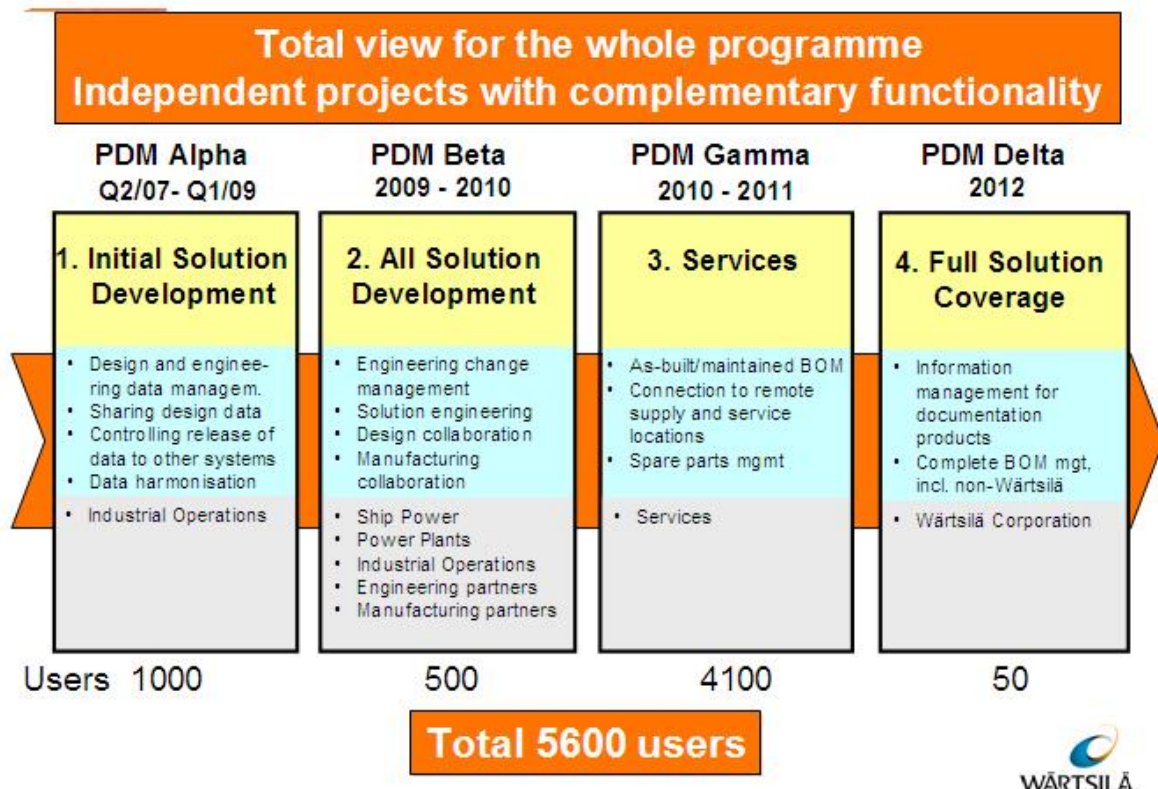 Total view for the whole programme
Independent projects with complementary functionality
PDM Alpha
Q2/07- Q1/09
PDM Beta
2009 - 2010
PDM Gamma
2010 - 2011
PDM Delta
2012
1. Initial Solution
Development
• Design and enginee-
ring data managem.
• Sharing design data
• Controlling release of
data to other systems
• Data harmonisation
• Industrial Operations
2. All Solution
Development
• Engineering change
management
• Solution engineering
• Design collaboration
• Manufacturing
collaboration
• Ship Power
• Power Plants
• Industrial Operations
• Engineering partners
• Manufacturing partners
3. Services
• As-built/maintained BOM
• Connection to remote
supply and service
locations
• Spare parts mgmt
• Services
4. Full Solution
Coverage
• Information
management for
documentation
products
• Complete BOM mgt,
incl. non-Wärtsilä
• Wärtsilä Corporation
Users 1000
500
4100
50
Total 5600 users
WÄRTSILÄ